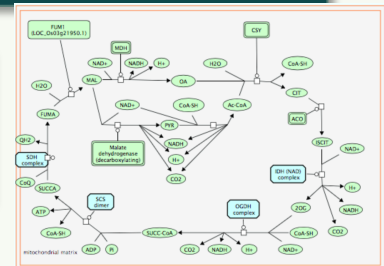 FUM1
(LOC_Os03g21950.1)
MDH
CSY
NAD+
NADH
H+
H2O
CoA-SH
MAL
OA
H2O
CIT
FUMA
NAD+
CoA-SH
Ac-CoA
ACO
PYR
ISCIT
NAD+
QH2
NADH
Malate
dehydrogenase
(decarboxylating)
SDH
complex
H+
IDH (NAD)
complex
CoQ
CO2
H+
SUCCA
SCS
dimer
OGDH
complex
2OG
NADH
ATP
CoA-SH
SUCC-CoA
CoA-SH
CO2
ADP
Pi
CO2
NADH
H+
NAD+
mitochondrial matrix